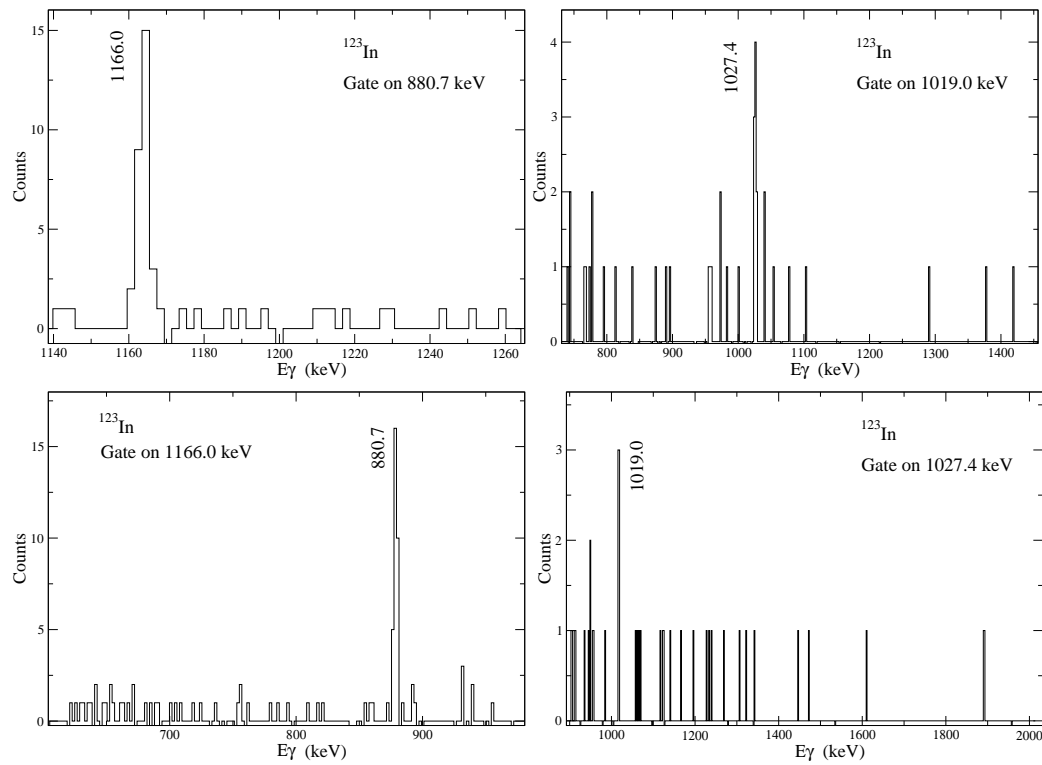 15
10
5
0
Counts
1166.0
¹²³In
Gate on 880.7 keV
1140
1160
1180
1200
1220
1240
1260
Eγ (keV)
4
3
2
1
0
Counts
1027.4
¹²³In
Gate on 1019.0 keV
800
900
1000
1100
1200
1300
1400
Eγ (keV)
15
10
5
0
Counts
¹²³In
Gate on 1166.0 keV
880.7
700
800
900
Eγ (keV)
3
2
1
0
Counts
1019.0
¹²³In
Gate on 1027.4 keV
1000
1200
1400
1600
1800
2000
Eγ (keV)